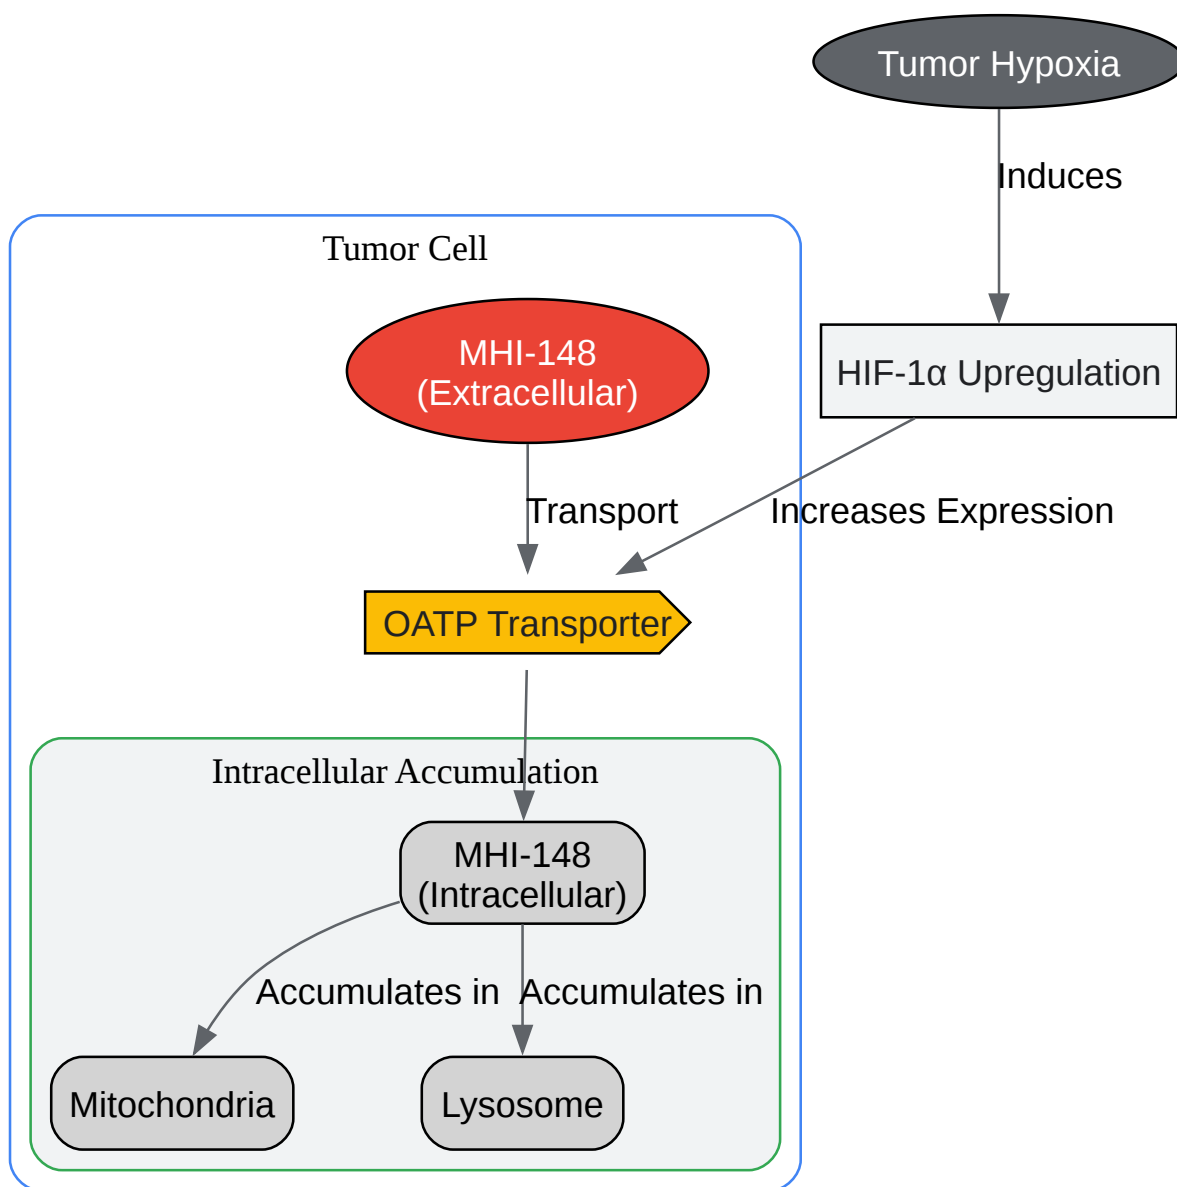 Tumor Hypoxia
Induces
Tumor Cell
MHI-148
(Extracellular)
HIF-1α Upregulation
Transport
Increases Expression
OATP Transporter
Intracellular Accumulation
MHI-148
(Intracellular)
Accumulates in
Accumulates in
Mitochondria
Lysosome